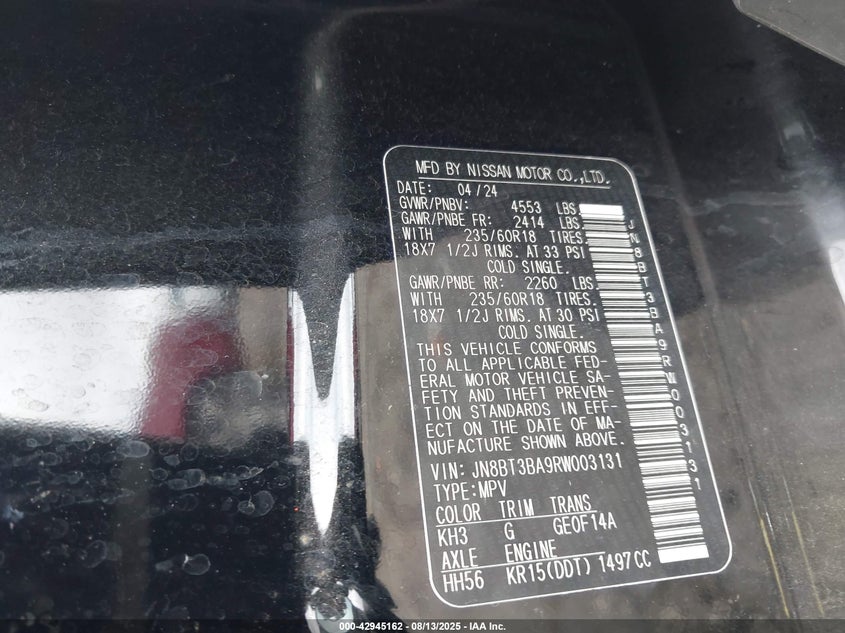 MFD BY NISSAN MOTOR CO.,LTD.
DATE: 04/24
GVWR/PNBV: 4553 LBS
GAWR/PNBE FR: 2414 LBS.
WITH 235/60R18 TIRES.
18X7 1/2J RIMS. AT 33 PSI
COLD SINGLE.
GAWR/PNBE RR: 2260 LBS.
WITH 235/60R18 TIRES.
18X7 1/2J RIMS. AT 30 PSI
COLD SINGLE.
THIS VEHICLE CONFORMS
TO ALL APPLICABLE FED-
ERAL MOTOR VEHICLE SA-
FETY AND THEFT PREVEN-
TION STANDARDS IN EFF-
ECT ON THE DATE OF MA-
NUFACTURE SHOWN ABOVE.
VIN: JN8BT3BA9RW003131
TYPE:MPV
COLOR TRIM TRANS
KH3 G GE0F14A
AXLE ENGINE
HH56 KR15(DDT) 1497CC
JN8BT3BA9RW003131
000-42945162 - 08/13/2025 - IAA Inc.